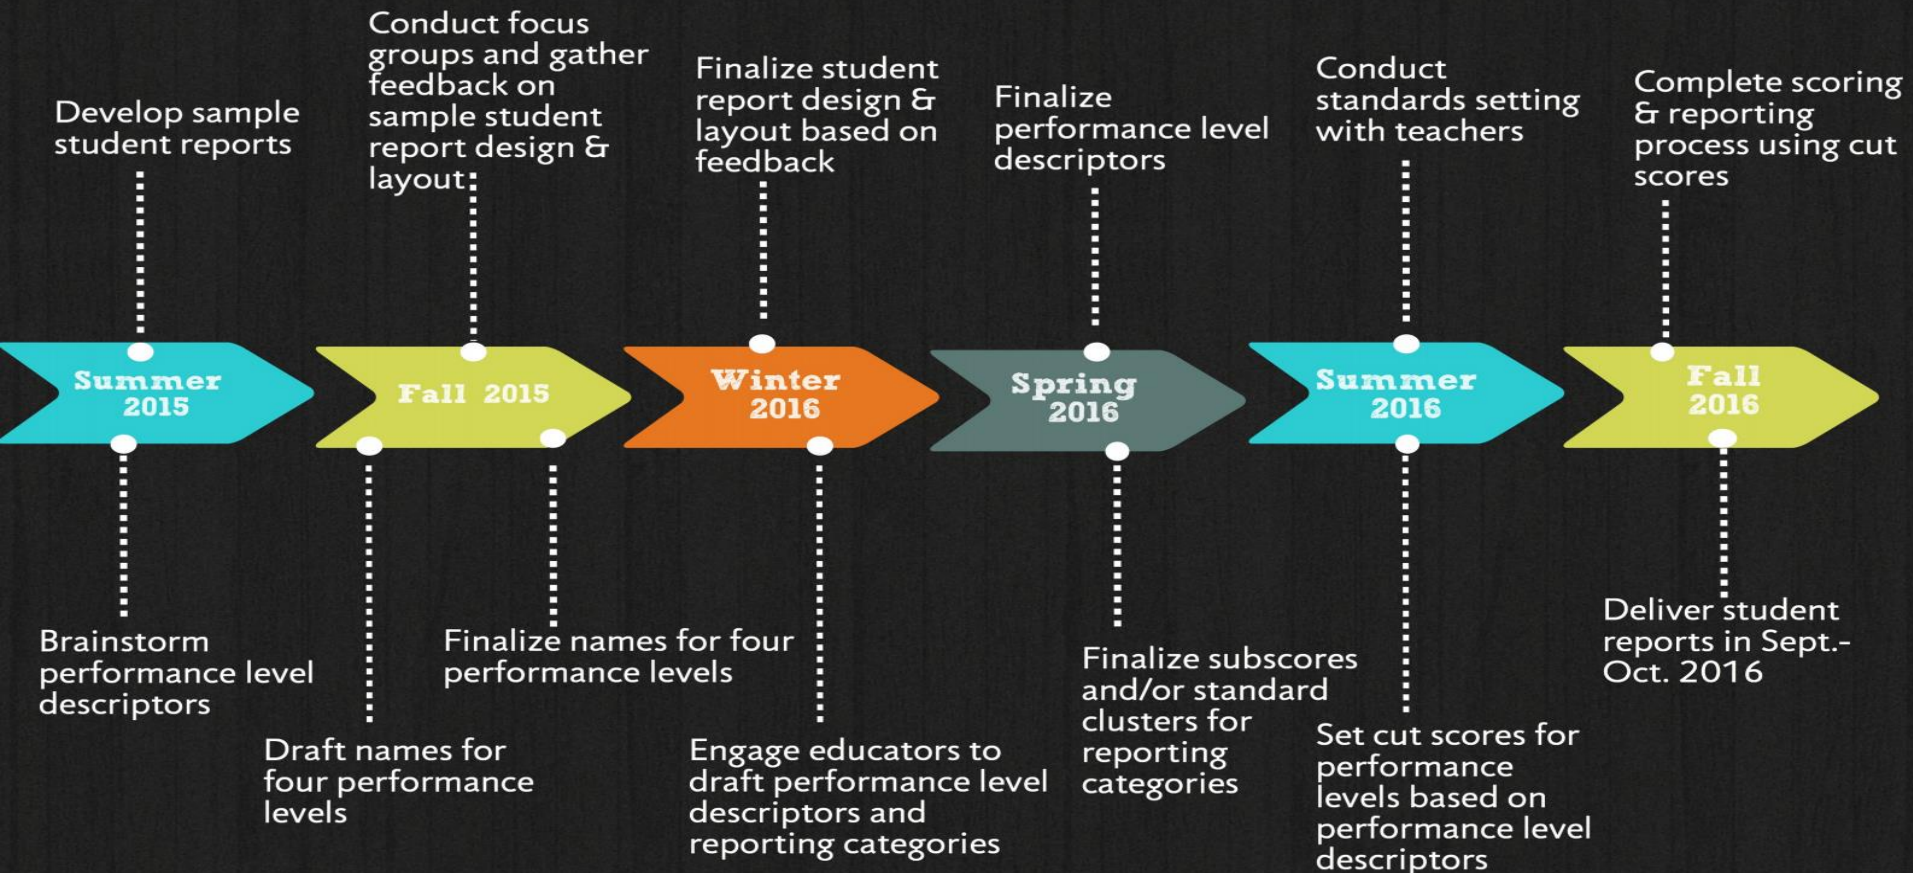 Develop sample
student reports
Conduct focus
groups and gather
feedback on
sample student
report design &
layout
Finalize student
report design &
layout based on
feedback
Finalize
performance level
descriptors
Conduct
standards setting
with teachers
Complete scoring
& reporting
process using cut
scores
Summer
2015
Fall 2015
Winter
2016
Spring
2016
Summer
2016
Fall
2016
Brainstorm
performance level
descriptors
Draft names for
four performance
levels
Finalize names for four
performance levels
Engage educators to
draft performance level
descriptors and
reporting categories
Finalize subscores
and/or standard
clusters for
reporting
categories
Set cut scores for
performance
levels based on
performance level
descriptors
Deliver student
reports in Sept.-
Oct. 2016